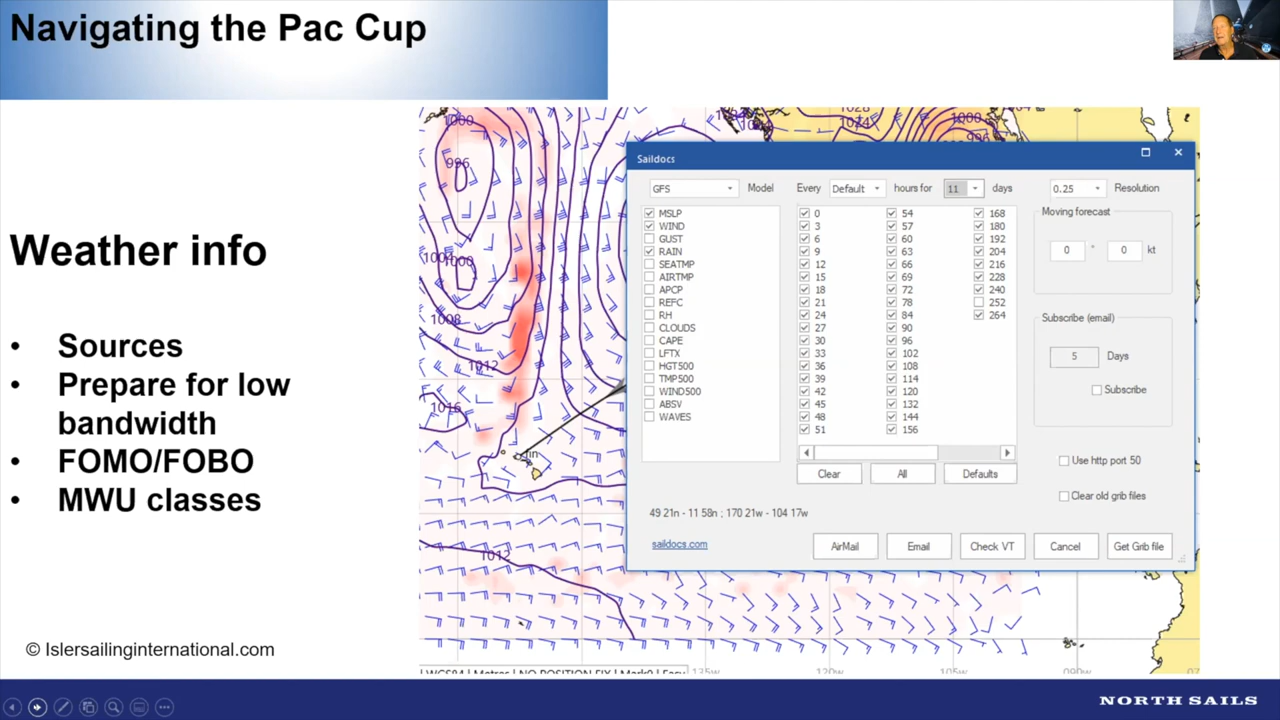 Navigating the Pac Cup
Weather info
• Sources
• Prepare for low
bandwidth
• FOMO/FOBO
• MWU classes
© Islersailinginternational.com
1000
996
1000
1008
1012
1016
1012
1028
1024
1000
996
Saildocs
GFS Model Every Default hours for 11 days 0.25 Resolution
MSLP
WIND
GUST
RAIN
SEATMP
AIRTMP
APCP
REFC
RH
CLOUDS
CAPE
LFTX
HGT500
TMP500
WIND500
ABSV
WAVES
0
3
6
9
12
15
18
21
24
27
30
33
36
39
42
45
48
51
54
57
60
63
66
69
72
78
84
90
96
102
108
114
120
132
144
156
168
180
192
204
216
228
240
252
264
Moving forecast
0 ° 0 kt
Subscribe (email)
5 Days
Subscribe
Use http port 50
Clear old grib files
Clear All Defaults
49 21n - 11 58n ; 170 21w - 104 17w
saildocs.com
AirMail Email Check VT Cancel Get Grib file
NORTH SAILS